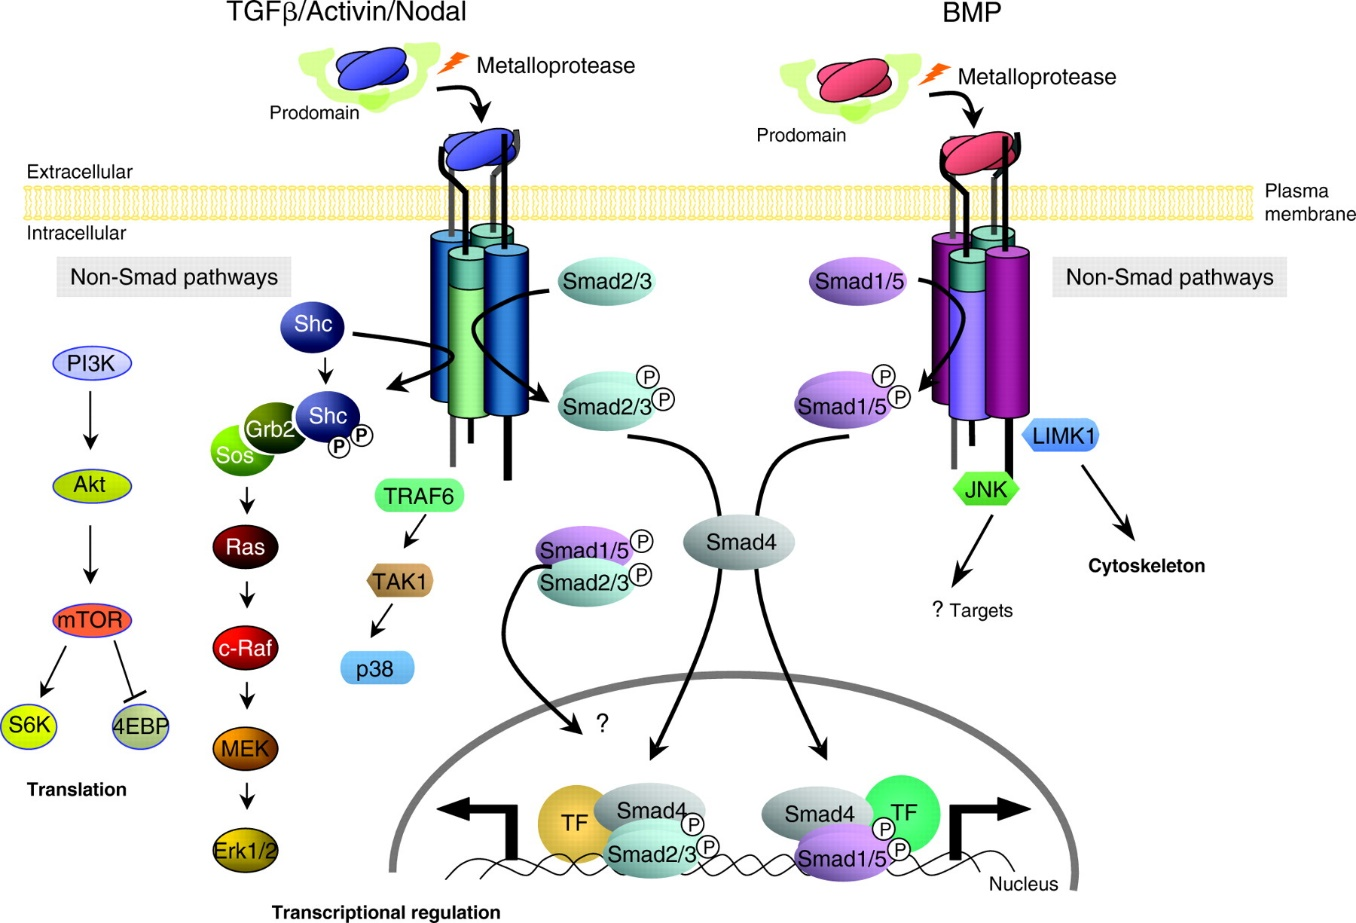 TGFβ/Activin/Nodal
BMP
Metalloprotease
Metalloprotease
Prodomain
Prodomain
Extracellular
Plasma
membrane
Intracellular
Non-Smad pathways
Smad2/3
Smad1/5
Non-Smad pathways
Shc
PI3K
Smad2/3
P
P
Smad1/5
P
P
Shc
P
P
Grb2
Sos
LIMK1
Akt
TRAF6
JNK
Ras
Smad1/5
P
Smad2/3
P
Smad4
Cytoskeleton
TAK1
? Targets
mTOR
c-Raf
p38
S6K
4EBP
?
MEK
Translation
TF
Smad4
P
Smad2/3
P
Smad4
TF
P
Smad1/5
P
Erk1/2
Nucleus
Transcriptional regulation